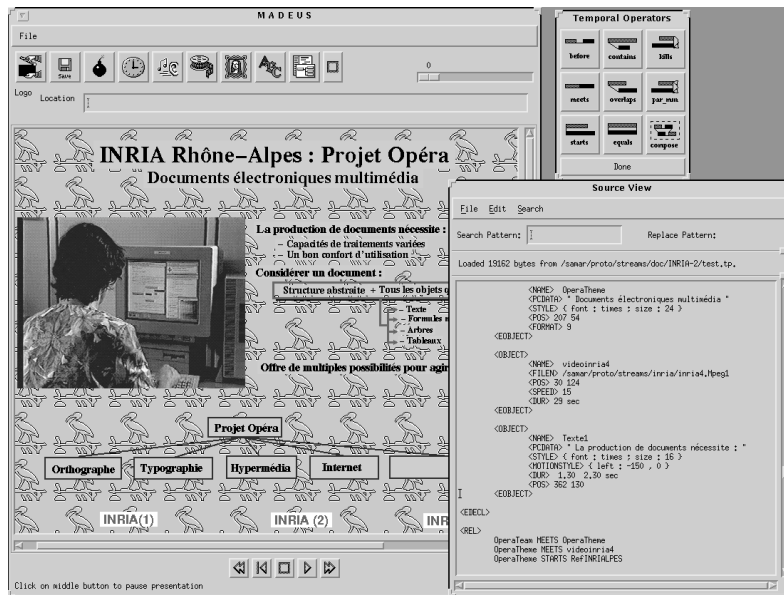 MADEUS
File
Save
0
Logo
Location
INRIA Rhône-Alpes : Projet Opéra
Documents électroniques multimédia
La production de documents nécessite :
- Capacités de traitements variées
- Un bon confort d'utilisation
Considérer un document :
Structure abstraite + Tous les objets q
- Texte
- Formules m
- Arbres
- Tableaux
Offre de multiples possibilités pour agir
Projet Opéra
Orthographe Typographie Hypermédia Internet
INRIA(1) INRIA (2) INR
Click on middle button to pause presentation
Temporal Operators
before contains kills
meets overlaps par_min
starts equals compose
Done
Source View
File Edit Search
Search Pattern: Replace Pattern:
Loaded 19162 bytes from /samar/proto/streams/doc/INRIA-2/test.tp.
<NAME> OperaTheme
<PCDATA> " Documents électroniques multimédia "
<STYLE> { font : times ; size : 24 }
<POS> 207 54
<FORMAT> 9
<EOBJECT>
<OBJECT>
<NAME> videoinria4
<FILEN> /samar/proto/streams/inria/inria4.Mpeg1
<POS> 30 124
<SPEED> 15
<DUR> 29 sec
<EOBJECT>
<OBJECT>
<NAME> Texte1
<PCDATA> " La production de documents nécessite : "
<STYLE> { font : times ; size : 16 }
<MOTIONSTYLE> { left : -150 , 0 }
<DUR> 1.30 2.30 sec
<POS> 362 130
<EOBJECT>
<EDECL>
<REL>
OperaTeam MEETS OperaTheme
OperaTheme MEETS videoinria4
OperaTheme STARTS RefINRIALPES